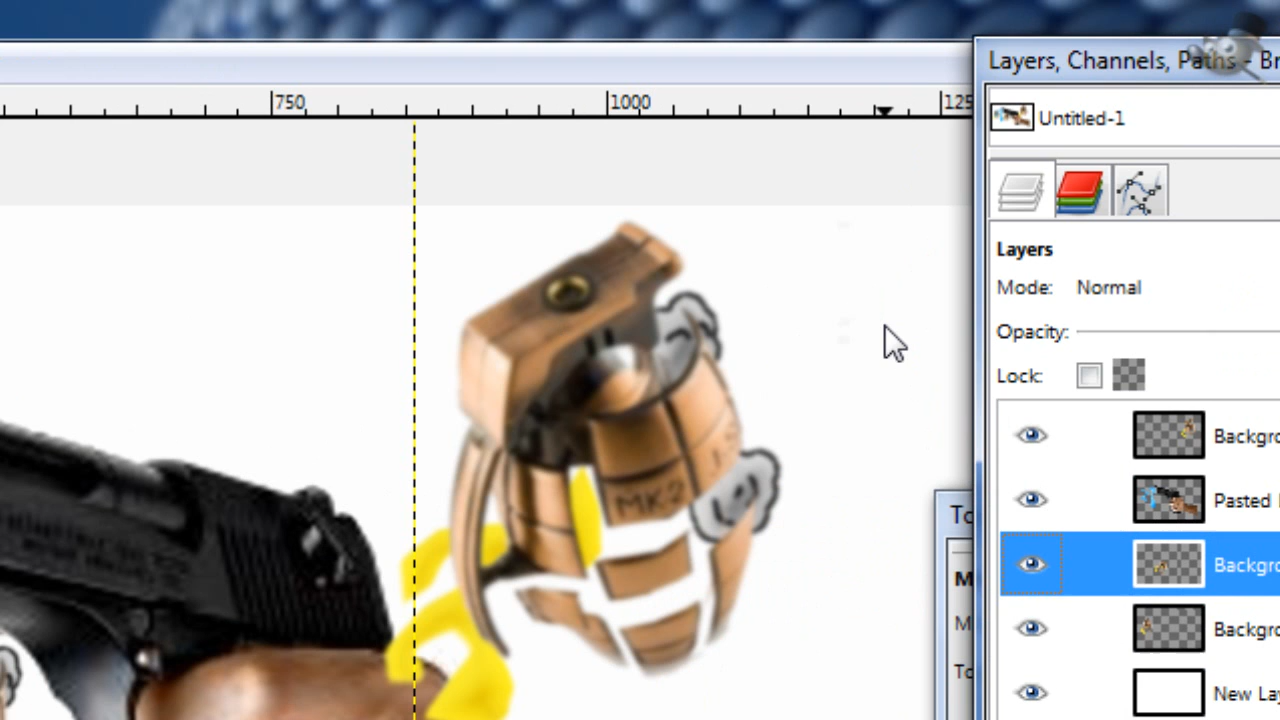 Layers, Channels, Paths - Br
750
1000
125
Untitled-1
Layers
Mode: Normal
Opacity:
Lock:
Backgro
Pasted
Backgro
Backgro
New La
MK2
To
M
M
To